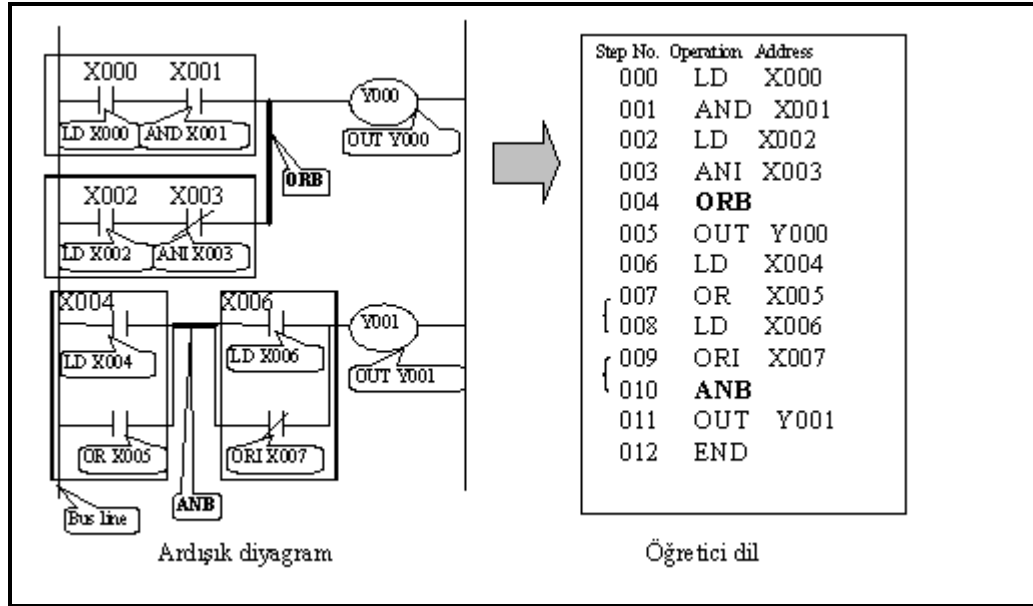 X000 X001
Y000
LD X000 AND X001
OUT Y000
ORB
X002 X003
LD X002 ANI X003
X004 X006
Y001
LD X004 LD X006
OUT Y001
OR X005 ORI X007
ANB
Bus line
Ardışık diyagram
Step No. Operation Address
000 LD X000
001 AND X001
002 LD X002
003 ANI X003
004 ORB
005 OUT Y000
006 LD X004
007 OR X005
008 LD X006
009 ORI X007
010 ANB
011 OUT Y001
012 END
Öğretici dil